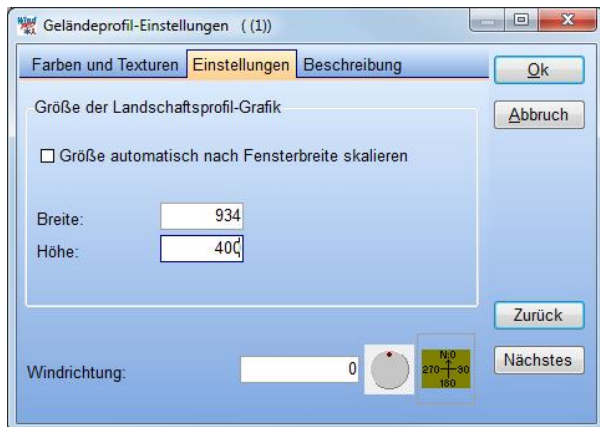 Geländeprofil-Einstellungen ( (1))
Farben und Texturen Einstellungen Beschreibung
Ok
Größe der Landschaftsprofil-Grafik
Abbruch
Größe automatisch nach Fensterbreite skalieren
Breite: 934
Höhe: 400
Zurück
Windrichtung: 0
N:0
270 90
180
Nächstes